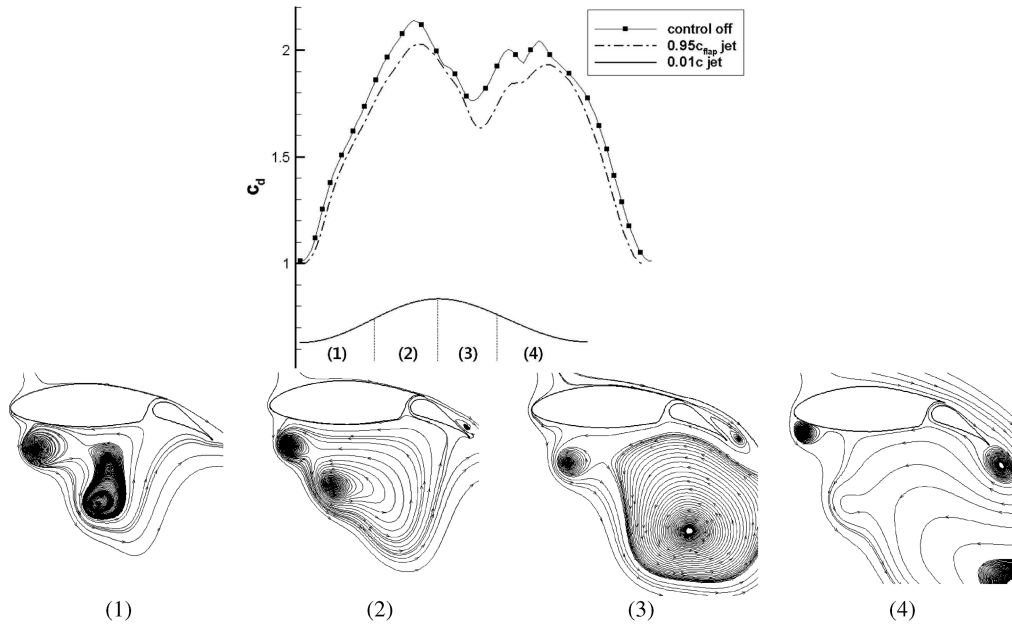 control off
0.95c_flap jet
0.01c jet
2
1.5
1
c_d
(1) (2) (3) (4)
(1) (2) (3) (4)